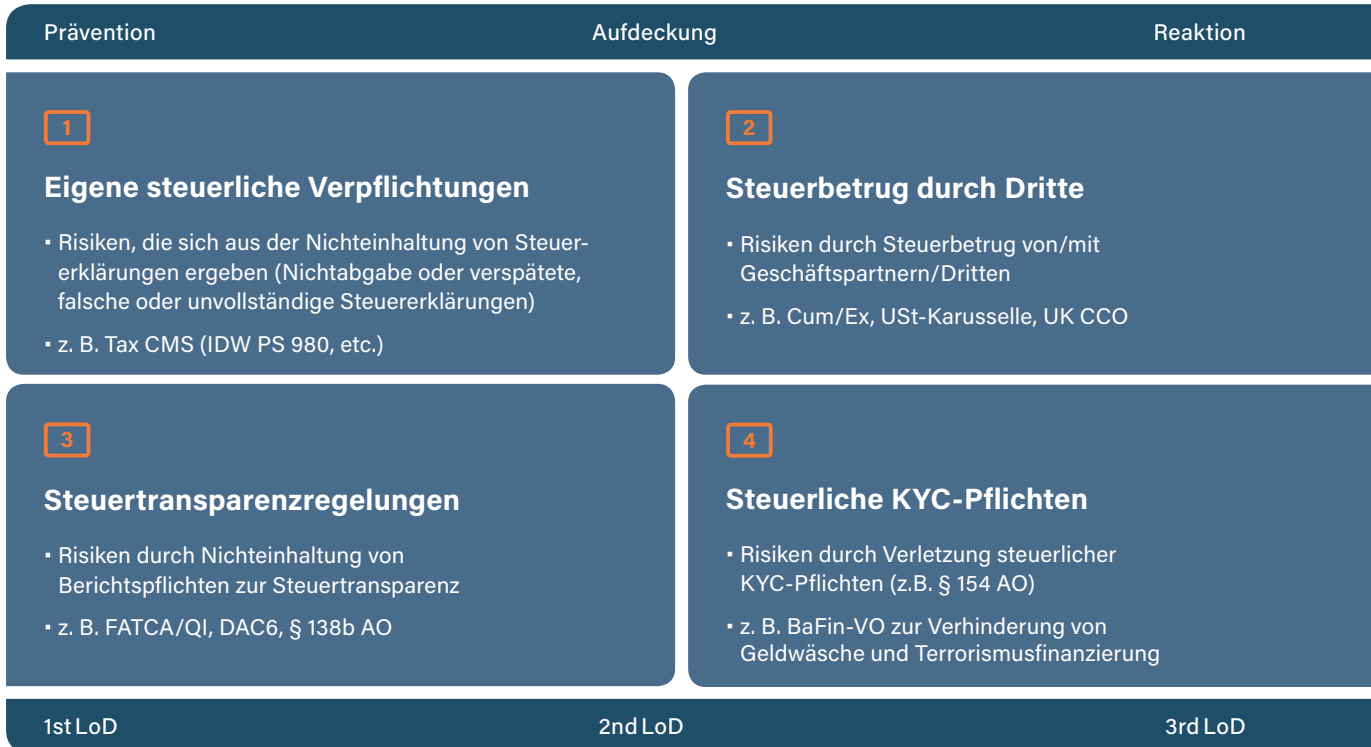 Prävention Aufdeckung Reaktion
1
Eigene steuerliche Verpflichtungen
▪ Risiken, die sich aus der Nichteinhaltung von Steuer-
erklärungen ergeben (Nichtabgabe oder verspätete,
falsche oder unvollständige Steuererklärungen)
▪ z. B. Tax CMS (IDW PS 980, etc.)
2
Steuerbetrug durch Dritte
▪ Risiken durch Steuerbetrug von/mit
Geschäftspartnern/Dritten
▪ z. B. Cum/Ex, USt-Karusselle, UK CCO
3
Steuertransparenzregelungen
▪ Risiken durch Nichteinhaltung von
Berichtspflichten zur Steuertransparenz
▪ z. B. FATCA/QI, DAC6, § 138b AO
4
Steuerliche KYC-Pflichten
▪ Risiken durch Verletzung steuerlicher
KYC-Pflichten (z.B. § 154 AO)
▪ z. B. BaFin-VO zur Verhinderung von
Geldwäsche und Terrorismusfinanzierung
1st LoD 2nd LoD 3rd LoD